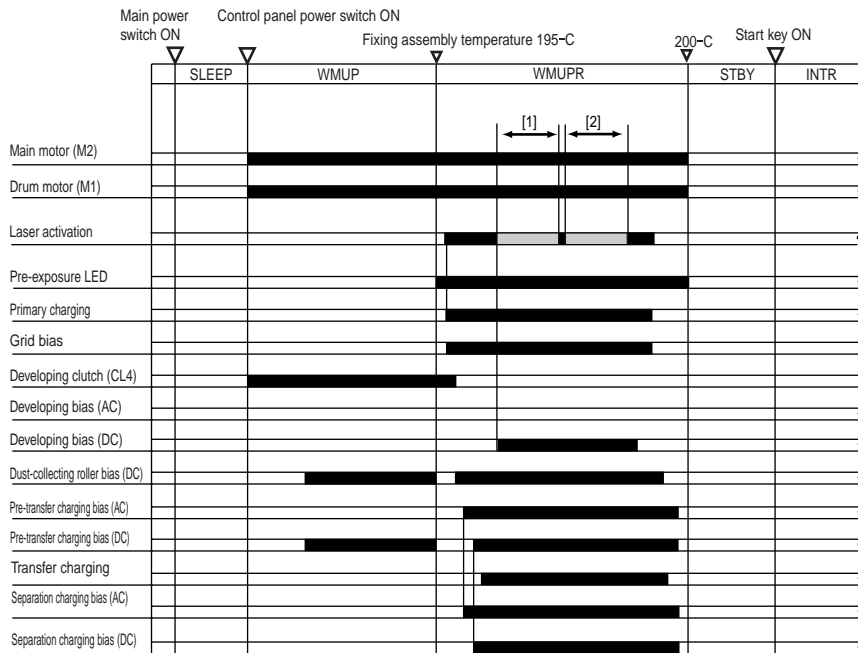 Main power
switch ON
Control panel power switch ON
Fixing assembly temperature 195-C
200-C
Start key ON
SLEEP
WMUP
WMUPR
STBY
INTR
[1]
[2]
Main motor (M2)
Drum motor (M1)
Laser activation
Pre-exposure LED
Primary charging
Grid bias
Developing clutch (CL4)
Developing bias (AC)
Developing bias (DC)
Dust-collecting roller bias (DC)
Pre-transfer charging bias (AC)
Pre-transfer charging bias (DC)
Transfer charging
Separation charging bias (AC)
Separation charging bias (DC)